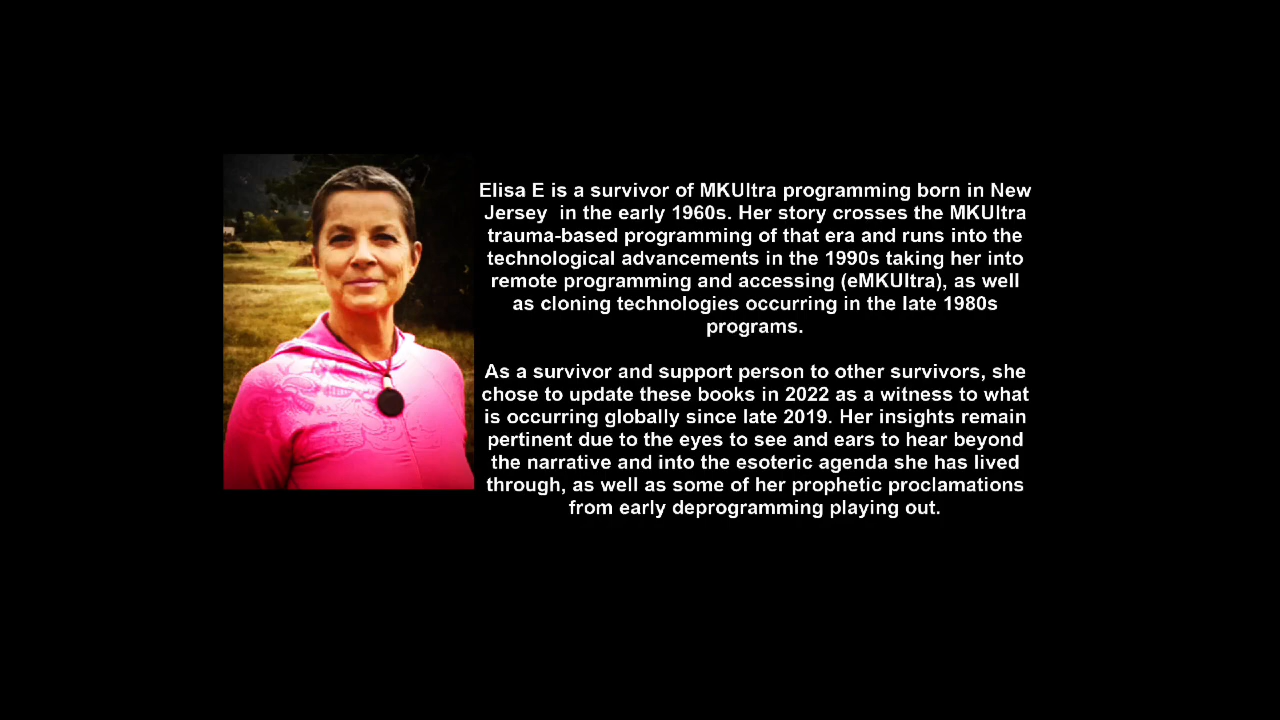 Elisa E is a survivor of MKUltra programming born in New
Jersey  in the early 1960s. Her story crosses the MKUltra
trauma-based programming of that era and runs into the
technological advancements in the 1990s taking her into
remote programming and accessing (eMKUltra), as well
as cloning technologies occurring in the late 1980s
programs.
As a survivor and support person to other survivors, she
chose to update these books in 2022 as a witness to what
is occurring globally since late 2019. Her insights remain
pertinent due to the eyes to see and ears to hear beyond
the narrative and into the esoteric agenda she has lived
through, as well as some of her prophetic proclamations
from early deprogramming playing out.